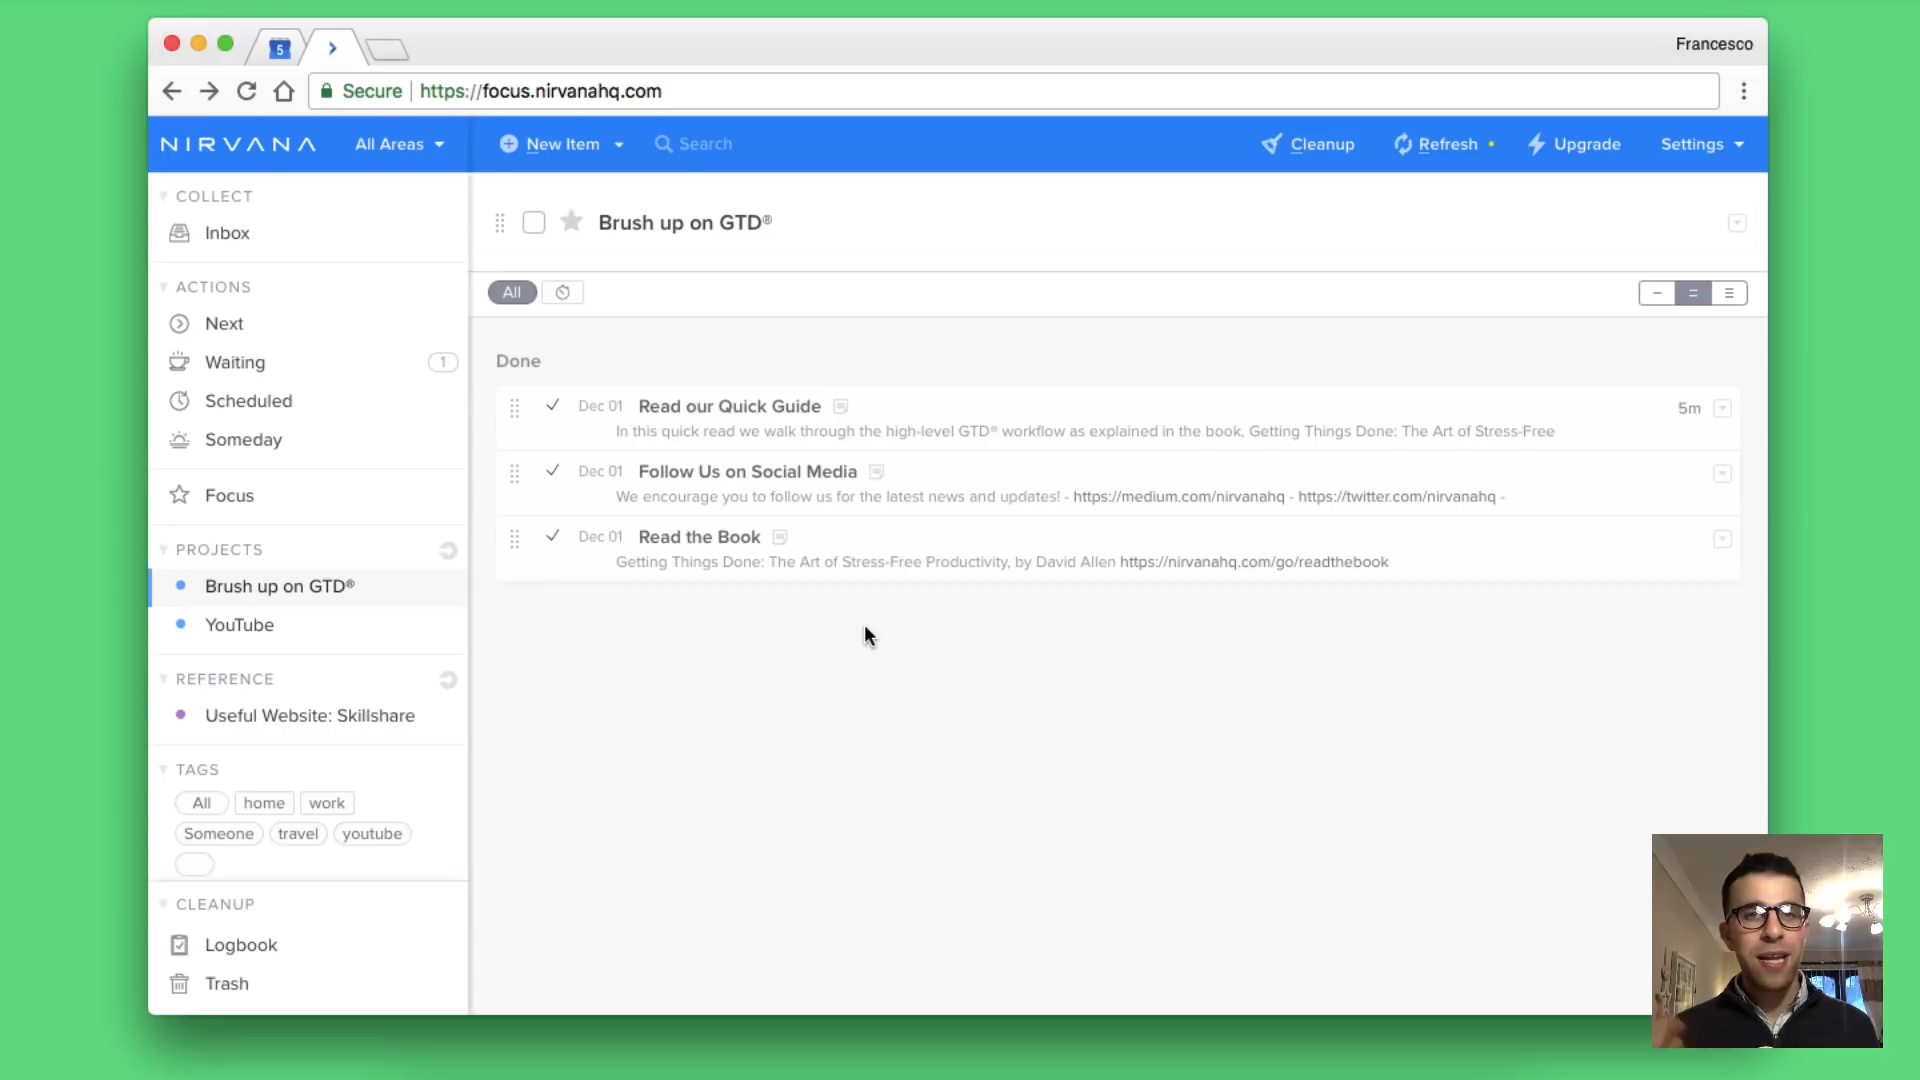 Francesco
5
Secure https://focus.nirvanahq.com
NIRVANA All Areas New Item Search Cleanup Refresh Upgrade Settings
COLLECT
Inbox
ACTIONS
Next
Waiting 1
Scheduled
Someday
Focus
PROJECTS
Brush up on GTD®
YouTube
REFERENCE
Useful Website: Skillshare
TAGS
All home work
Someone travel youtube
CLEANUP
Logbook
Trash
Brush up on GTD®
All
Done
Dec 01 Read our Quick Guide 5m
In this quick read we walk through the high-level GTD® workflow as explained in the book, Getting Things Done: The Art of Stress-Free
Dec 01 Follow Us on Social Media
We encourage you to follow us for the latest news and updates! - https://medium.com/nirvanahq - https://twitter.com/nirvanahq -
Dec 01 Read the Book
Getting Things Done: The Art of Stress-Free Productivity, by David Allen https://nirvanahq.com/go/readthebook